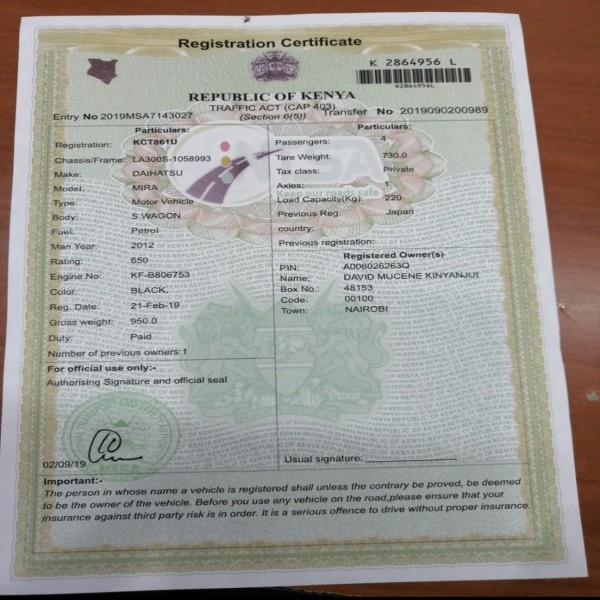 Registration Certificate
K 2864956 L
K2864956L
REPUBLIC OF KENYA
TRAFFIC ACT (CAP 403)
Entry No 2019MSA7143027 (Section 6(5)) Transfer No 2019090200989
Particulars: Particulars:
Registration: KCT861U Passengers: 4
Chassis/Frame: LA300S-1058993 Tare Weight: 730.0
Make: DAIHATSU Tax class: Private
Model: MIRA Axles: 1
Keep our roads safe
Type: Motor Vehicle Load Capacity(Kg): 220
Body: S.WAGON Previous Reg. Japan
Fuel: Petrol country:
Man Year: 2012 Previous registration:
Rating: 650 Registered Owner(s)
Engine No: KF-B806753 PIN: A006026263Q
Color: BLACK, Name: DAVID MUCENE KINYANJUI
Reg. Date: 21-Feb-19 Box No.: 48153
Gross weight: 950.0 Code: 00100
Duty: Paid Town: NAIROBI
Number of previous owners:1
For official use only:-
Authorising Signature and official seal
02/09/19 Usual signature:
Important:-
The person in whose name a vehicle is registered shall unless the contrary be proved, be deemed
to be the owner of the vehicle. Before you use any vehicle on the road,please ensure that your
insurance against third party risk is in order. It is a serious offence to drive without proper insurance.